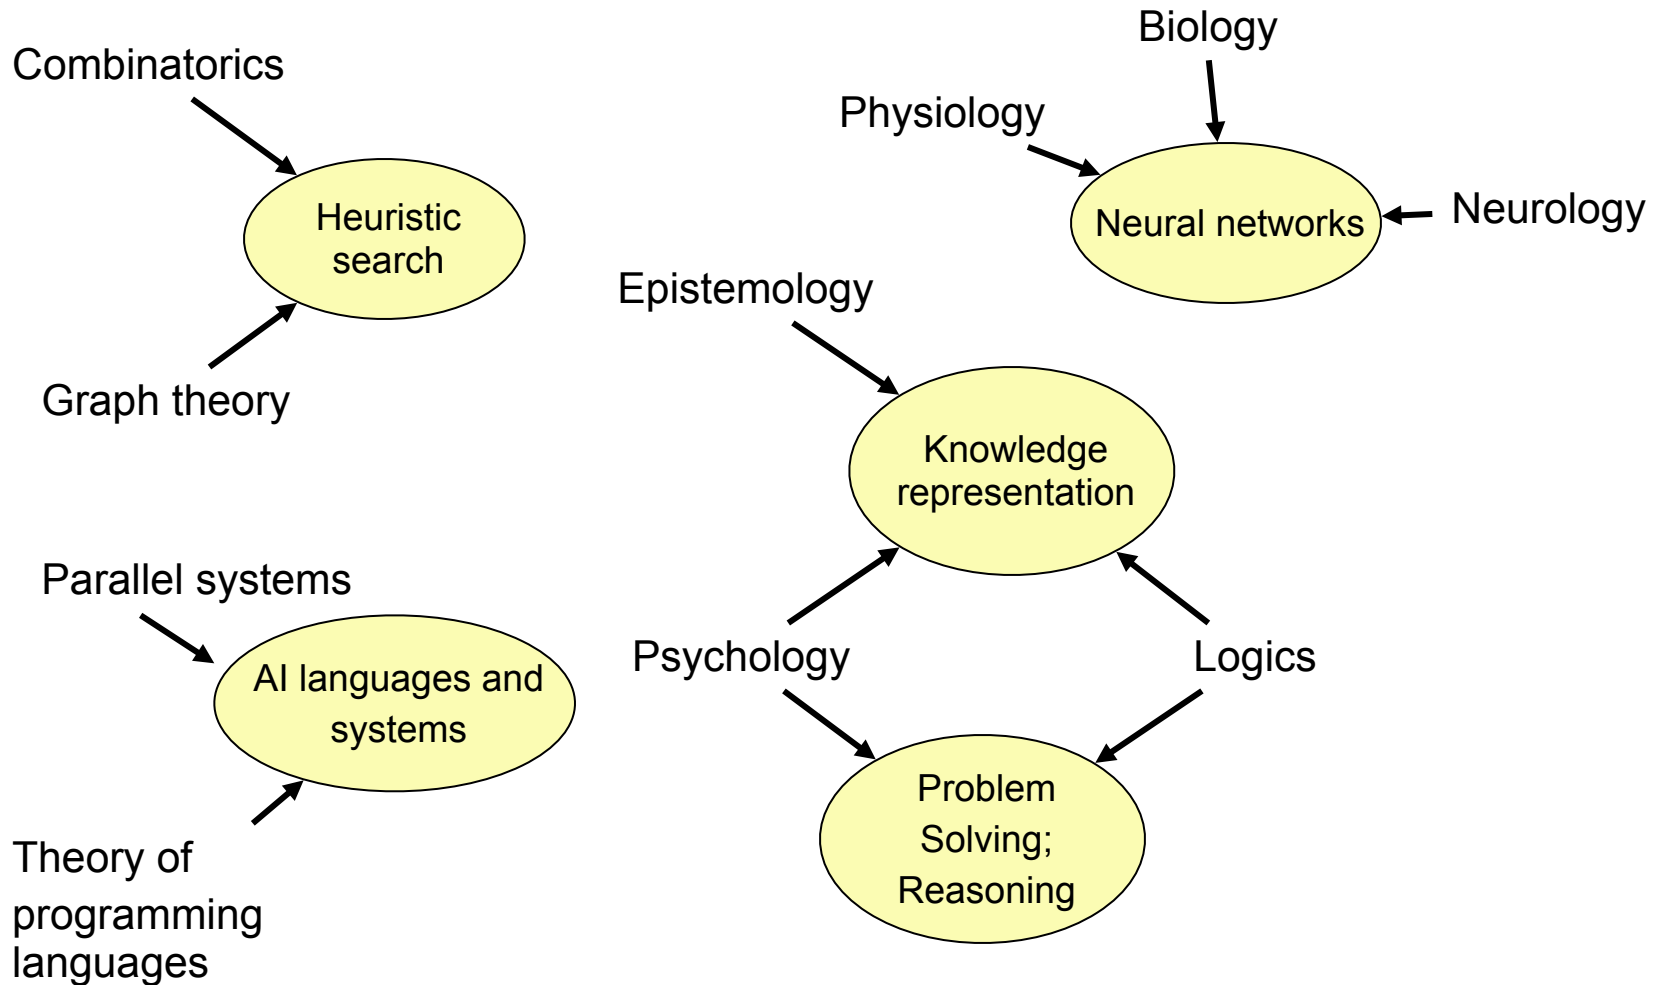 Combinatorics
Heuristic
search
Graph theory
Biology
Physiology
Neural networks
Neurology
Epistemology
Knowledge
representation
Parallel systems
AI languages and
systems
Theory of
programming
languages
Psychology
Logics
Problem
Solving;
Reasoning